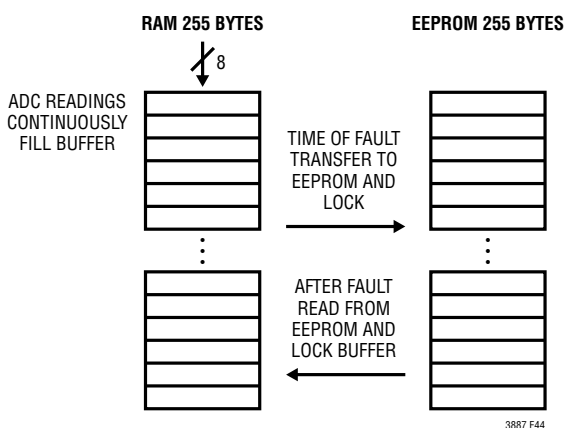 RAM 255 BYTES
EEPROM 255 BYTES
8
ADC READINGS
CONTINUOUSLY
FILL BUFFER
TIME OF FAULT
TRANSFER TO
EEPROM AND
LOCK
AFTER FAULT
READ FROM
EEPROM AND
LOCK BUFFER
3887 F44